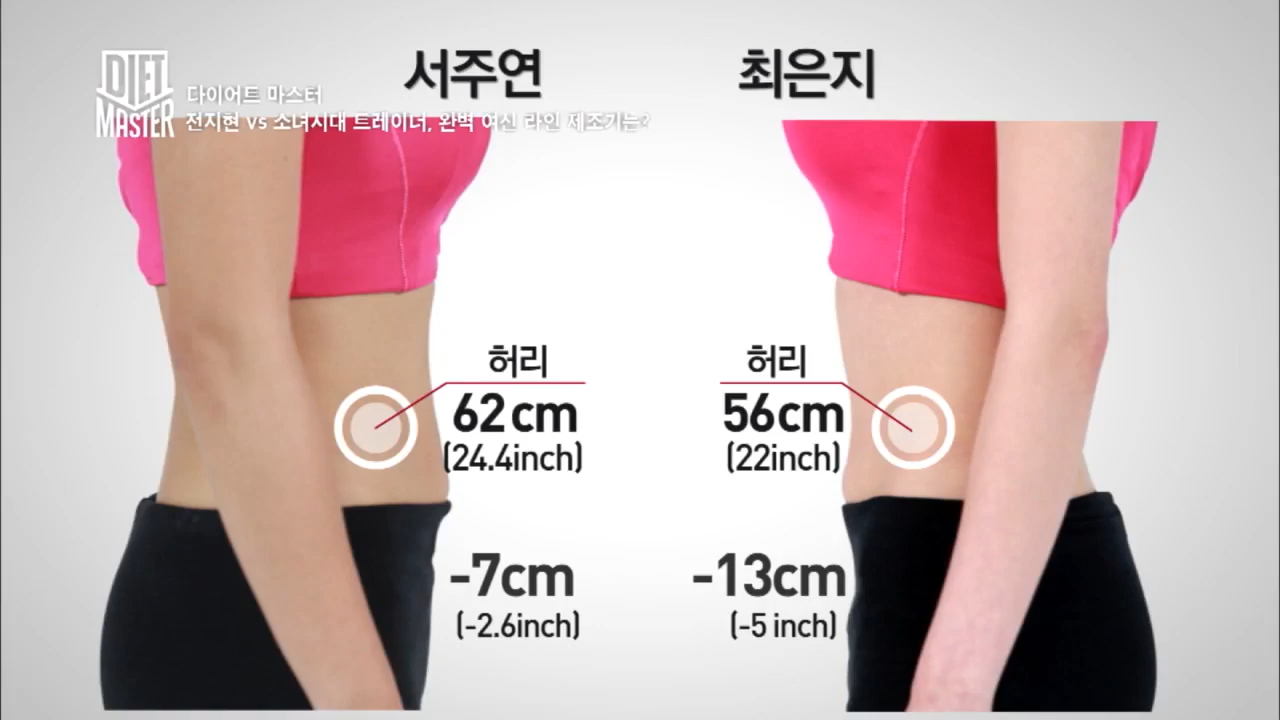 DIET
MASTER
다이어트 마스터
전지현 vs 소녀시대 트레이너, 완벽 여신 라인 제조기는?
서주연
최은지
허리
62cm
(24.4inch)
-7cm
(-2.6inch)
허리
56cm
(22inch)
-13cm
(-5 inch)